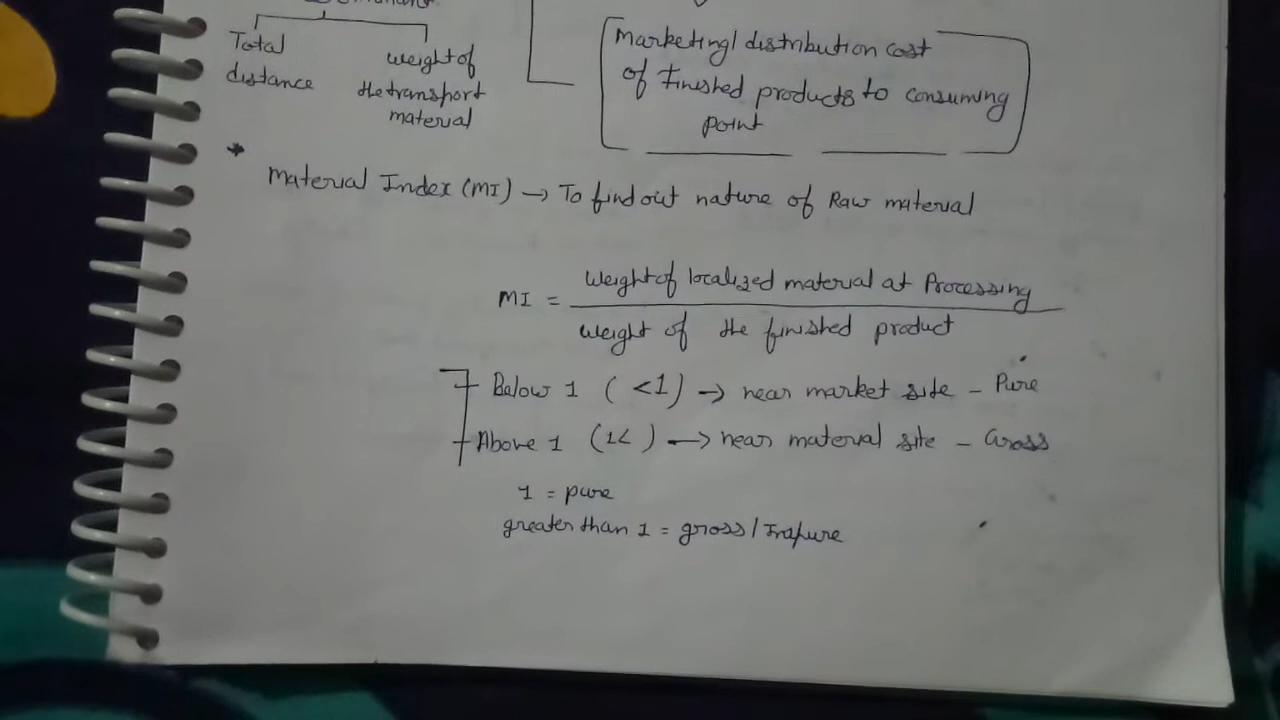 Total
distance
weight of
the transport
material
Marketing/ distribution cost
of Finished products to consuming
point
* Material Index (MI) → To find out nature of Raw material
MI = weight of localized material at Processing
weight of the finished product
Below 1 ( <1) → near market site - Pure
Above 1 (1< ) → near material site - Gross
1 = pure
greater than 1 = gross / Impure